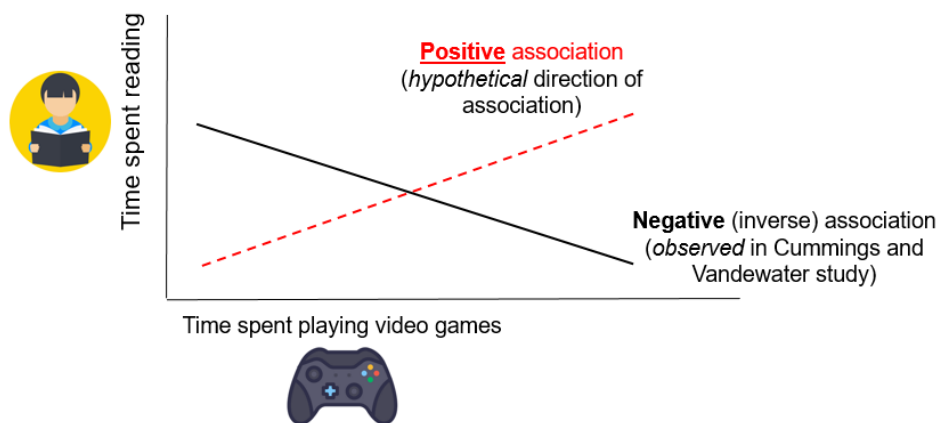 Time spent reading
Positive association
(hypothetical direction of
association)
Negative (inverse) association
(observed in Cummings and
Vandewater study)
Time spent playing video games